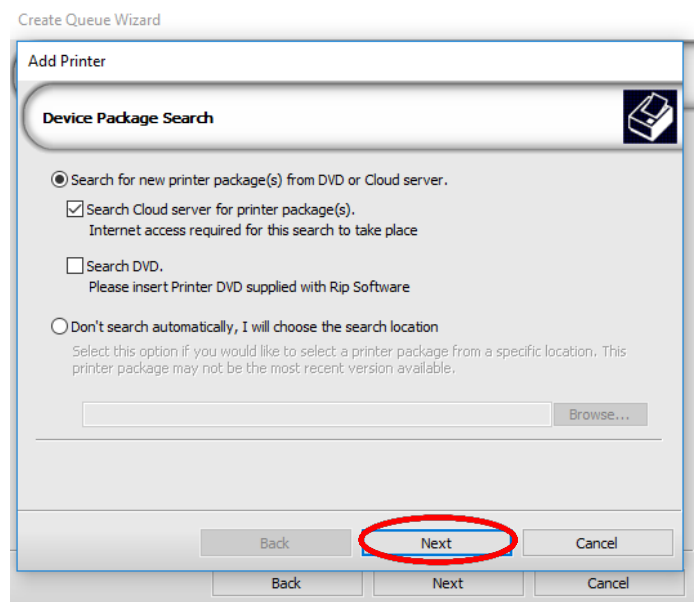 Create Queue Wizard
Add Printer
Device Package Search
Search for new printer package(s) from DVD or Cloud server.
Search Cloud server for printer package(s).
Internet access required for this search to take place
Search DVD.
Please insert Printer DVD supplied with Rip Software
Don't search automatically, I will choose the search location
Select this option if you would like to select a printer package from a specific location. This
printer package may not be the most recent version available.
Browse...
Back Next Cancel
Back Next Cancel